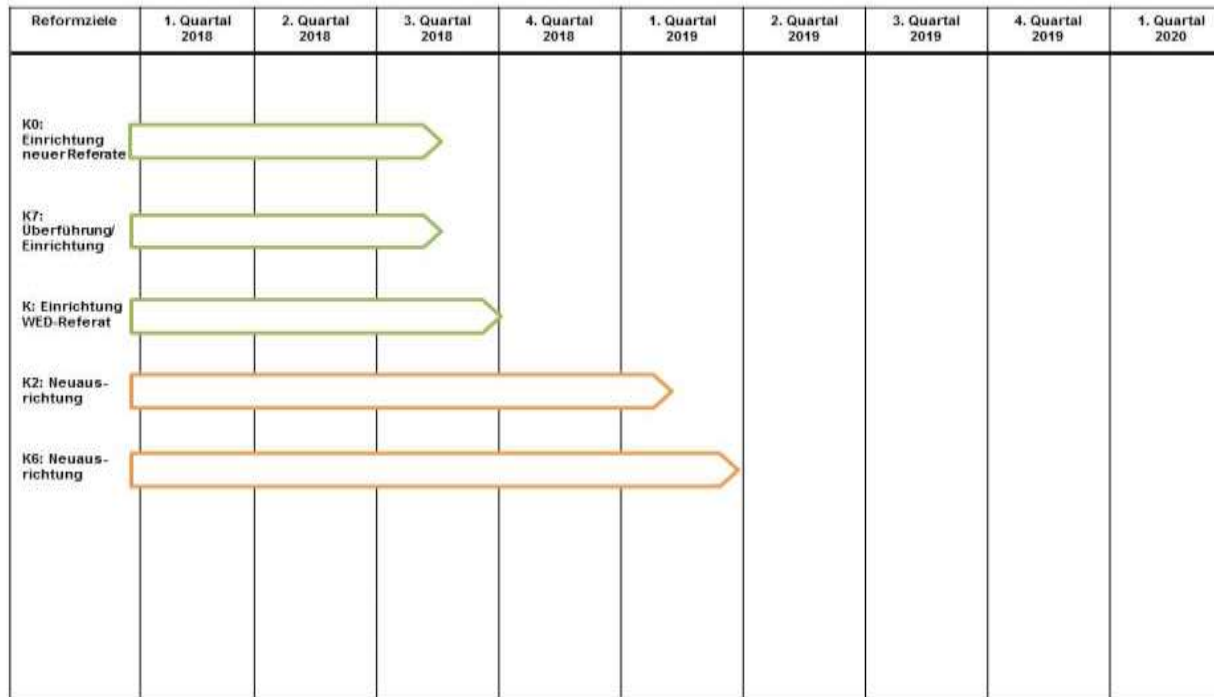 Reformziele
1. Quartal
2018
2. Quartal
2018
3. Quartal
2018
4. Quartal
2018
1. Quartal
2019
2. Quartal
2019
3. Quartal
2019
4. Quartal
2019
1. Quartal
2020
K0:
Einrichtung
neuer Referate
K7:
Überführung/
Einrichtung
K: Einrichtung
WED-Referat
K2: Neuaus-
richtung
K6: Neuaus-
richtung